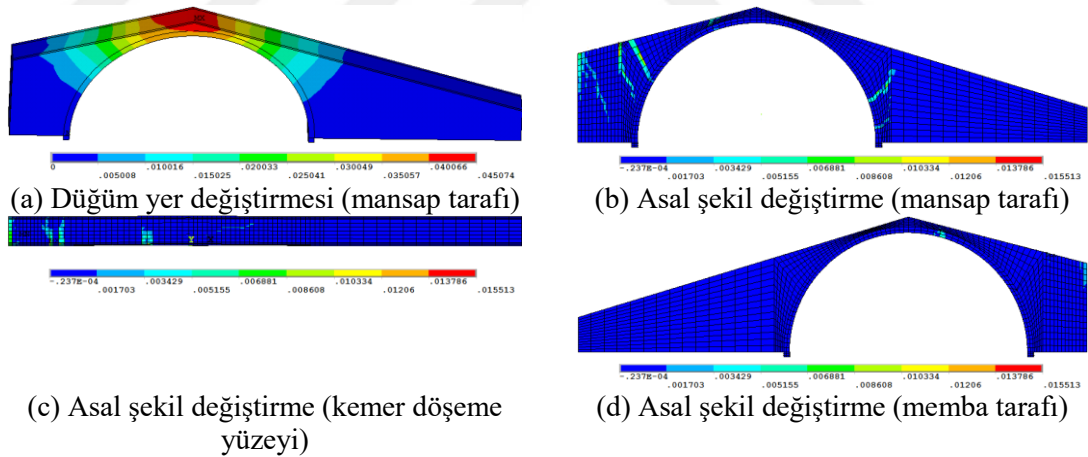 0 .010016 .020033 .030049 .040066
.005008 .015025 .025041 .035057 .045074
(a) Düğüm yer değiştirmesi (mansap tarafı)
-.237E-04 .003429 .006881 .010334 .013786
.001703 .005155 .008608 .01206 .015513
(b) Asal şekil değiştirme (mansap tarafı)
-.237E-04 .003429 .006881 .010334 .013786
.001703 .005155 .008608 .01206 .015513
(c) Asal şekil değiştirme (kemer döşeme
yüzeyi)
-.237E-04 .003429 .006881 .010334 .013786
.001703 .005155 .008608 .01206 .015513
(d) Asal şekil değiştirme (memba tarafı)